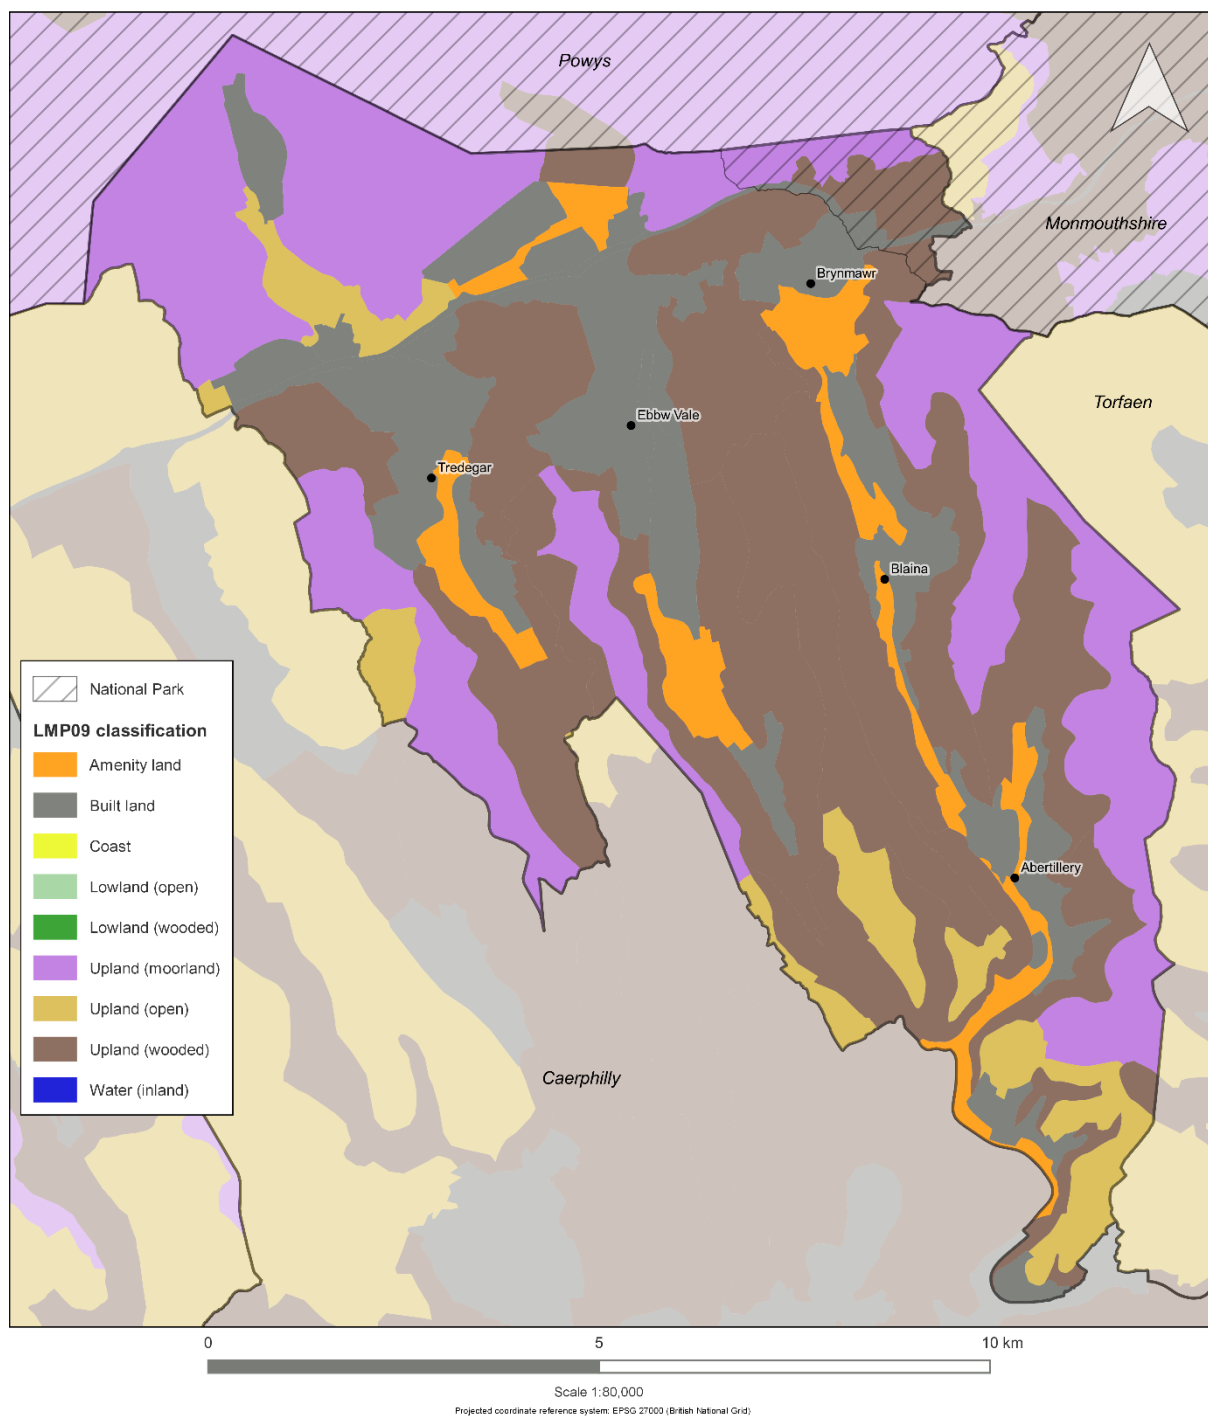 Powys
Monmouthshire
Brynmawr
Torfaen
Ebbw Vale
Tredegar
Blaina
National Park
LMP09 classification
Amenity land
Built land
Coast
Lowland (open)
Abertillery
Lowland (wooded)
Upland (moorland)
Upland (open)
Upland (wooded)
Caerphilly
Water (inland)
0 5 10 km
Scale 1:80,000
Projected coordinate reference system: EPSG 27000 (British National Grid)